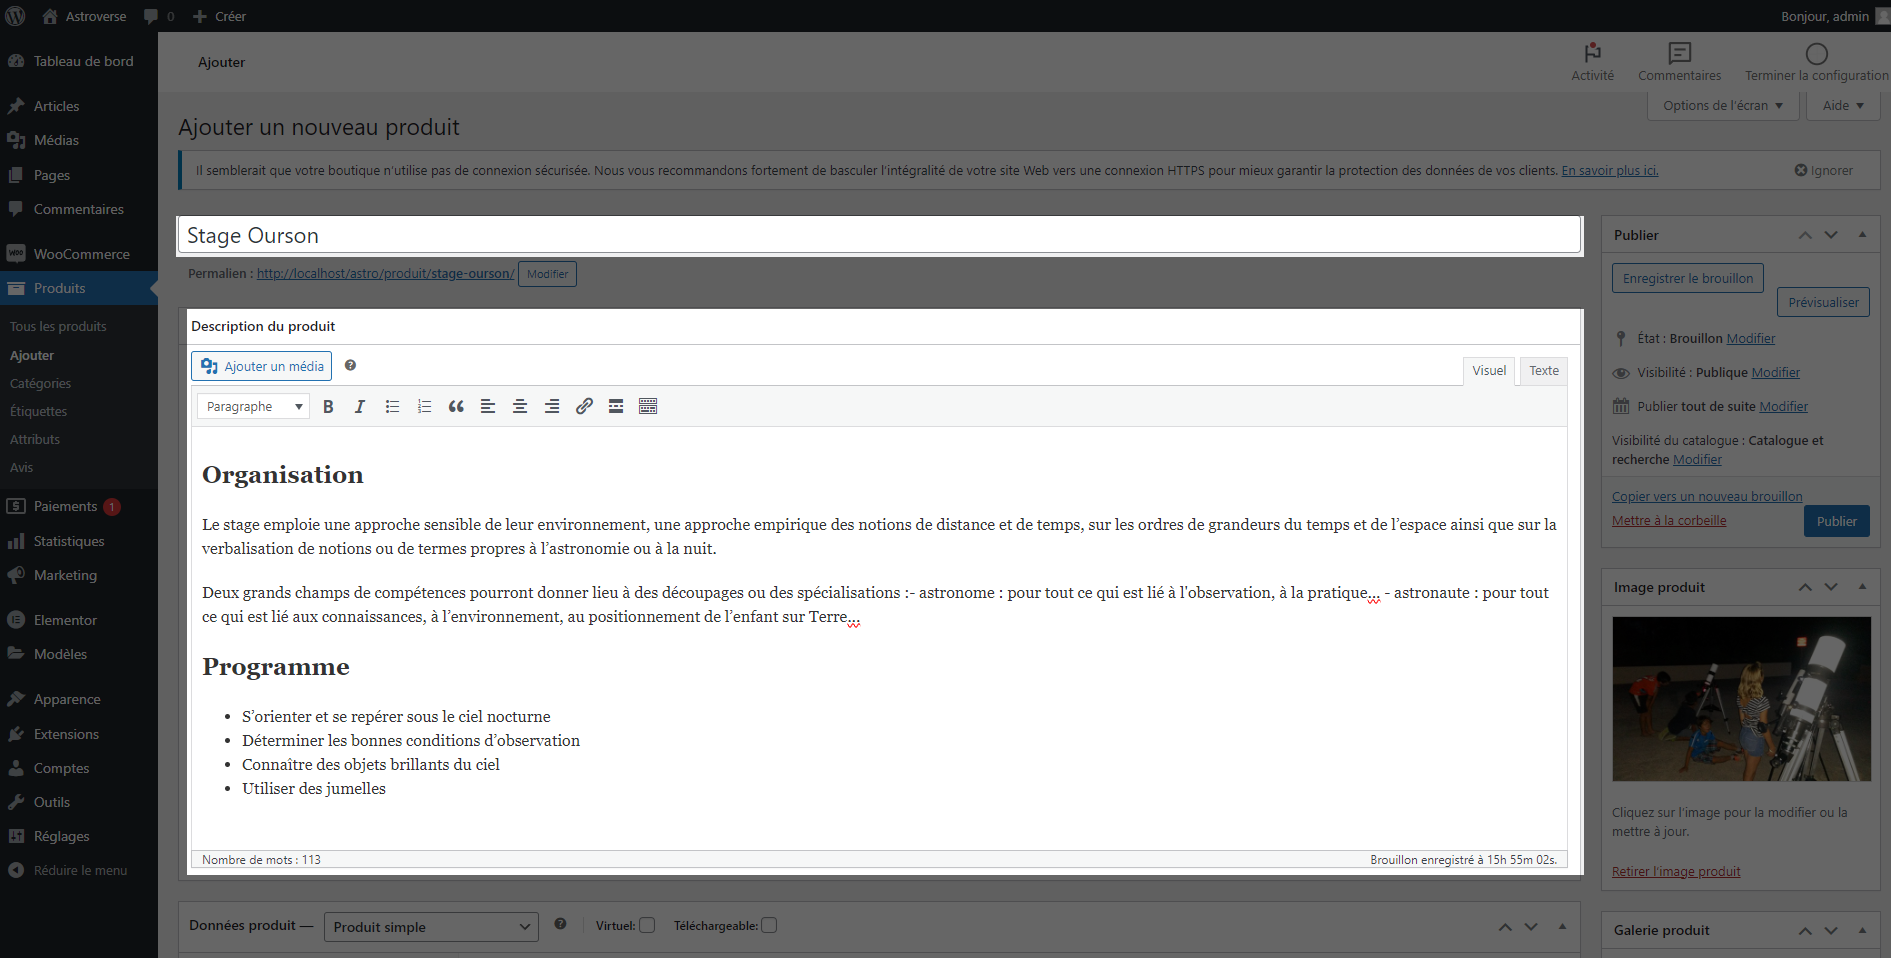 Astroverse
0
Créer
Bonjour, admin
Tableau de bord
Articles
Médias
Pages
Commentaires
WooCommerce
Produits
Tous les produits
Ajouter
Catégories
Étiquettes
Attributs
Avis
Paiements 1
Statistiques
Marketing
Elementor
Modèles
Apparence
Extensions
Comptes
Outils
Réglages
Réduire le menu
Ajouter
Activité
Commentaires
Terminer la configuration
Options de l'écran
Aide
Ajouter un nouveau produit
Il semblerait que votre boutique n'utilise pas de connexion sécurisée. Nous vous recommandons fortement de basculer l'intégralité de votre site Web vers une connexion HTTPS pour mieux garantir la protection des données de vos clients. En savoir plus ici.
Ignorer
Stage Ourson
Permalien : http://localhost/astro/produit/stage-ourson/ Modifier
Description du produit
Ajouter un média
Visuel
Texte
Paragraphe
Organisation
Le stage emploie une approche sensible de leur environnement, une approche empirique des notions de distance et de temps, sur les ordres de grandeurs du temps et de l’espace ainsi que sur la
verbalisation de notions ou de termes propres à l’astronomie ou à la nuit.
Deux grands champs de compétences pourront donner lieu à des découpages ou des spécialisations :- astronome : pour tout ce qui est lié à l'observation, à la pratique... - astronaute : pour tout
ce qui est lié aux connaissances, à l’environnement, au positionnement de l’enfant sur Terre...
Programme
• S’orienter et se repérer sous le ciel nocturne
• Déterminer les bonnes conditions d’observation
• Connaître des objets brillants du ciel
• Utiliser des jumelles
Nombre de mots : 113
Brouillon enregistré à 15h 55m 02s.
Données produit —
Produit simple
Virtuel:
Téléchargeable:
Publier
Enregistrer le brouillon
Prévisualiser
État : Brouillon Modifier
Visibilité : Publique Modifier
Publier tout de suite Modifier
Visibilité du catalogue : Catalogue et
recherche Modifier
Copier vers un nouveau brouillon
Mettre à la corbeille
Publier
Image produit
Cliquez sur l'image pour la modifier ou la
mettre à jour.
Retirer l'image produit
Galerie produit